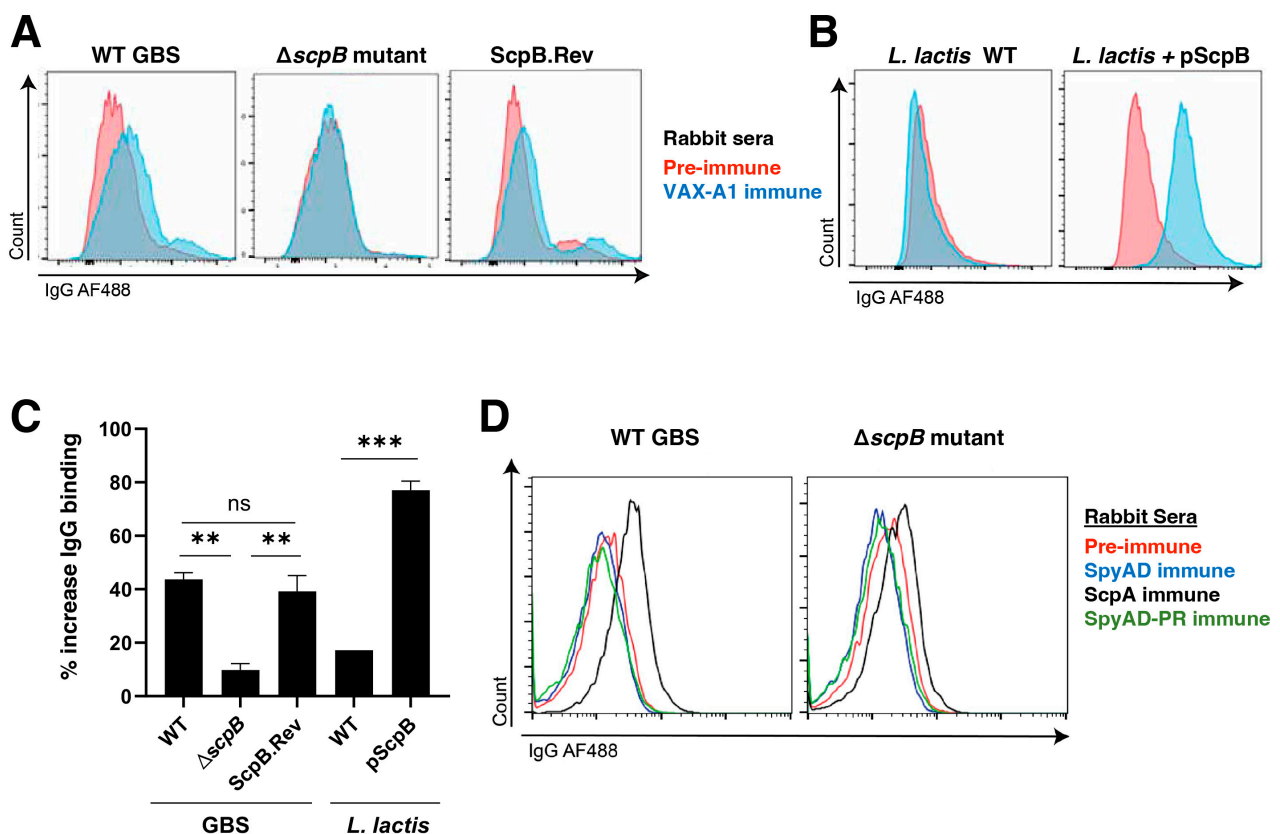 A
WT GBS
ΔscpB mutant
ScpB.Rev
Count
IgG AF488
Rabbit sera
Pre-immune
VAX-A1 immune
B
L. lactis WT
L. lactis + pScpB
Count
IgG AF488
C
% increase IgG binding
100
80
60
40
20
0
ns
**
**
***
WT
ΔscpB
ScpB.Rev
WT
pScpB
GBS
L. lactis
D
WT GBS
ΔscpB mutant
Count
IgG AF488
Rabbit Sera
Pre-immune
SpyAD immune
ScpA immune
SpyAD-PR immune